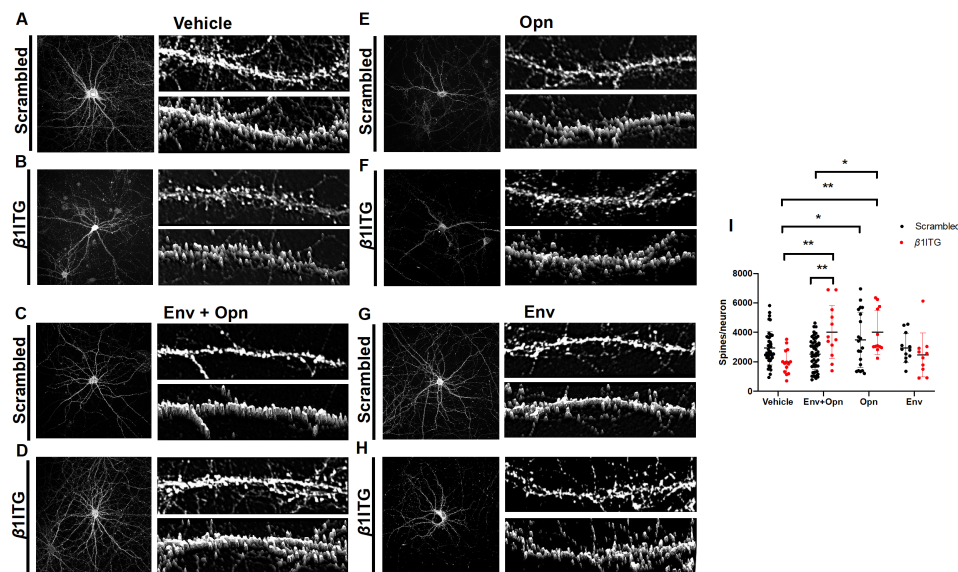 A
Vehicle
Scrambled
B
β1ITG
C
Env + Opn
Scrambled
D
β1ITG
E
Opn
Scrambled
F
β1ITG
G
Env
Scrambled
H
β1ITG
I
Scrambled
β1ITG
*
**
*
**
**
Spines/neuron
8000
6000
4000
2000
0
Vehicle Env+Opn Opn Env